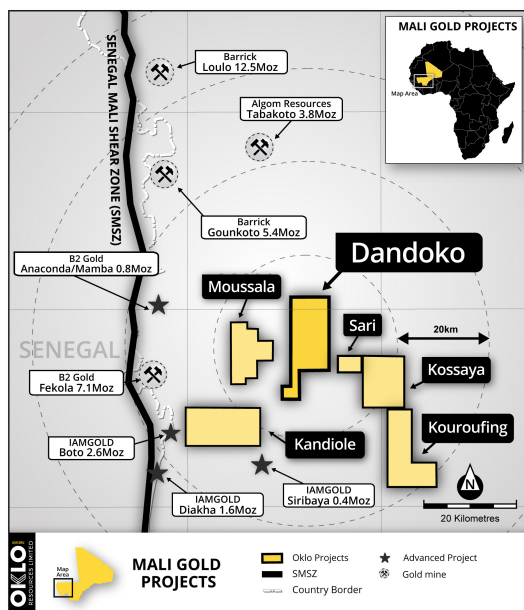 MALI GOLD PROJECTS
Map Area
SENEGAL MALI SHEAR ZONE (SMSZ)
Barrick
Loulo 12.5Moz
Algom Resources
Tabakoto 3.8Moz
Barrick
Gounkoto 5.4Moz
B2 Gold
Anaconda/Mamba 0.8Moz
Dandoko
Moussala
Sari
20km
SENEGAL
Kossaya
B2 Gold
Fekola 7.1Moz
Kouroufing
IAMGOLD
Boto 2.6Moz
Kandiole
IAMGOLD
Diakha 1.6Moz
IAMGOLD
Siribaya 0.4Moz
N
20 Kilometres
OKLO
RESOURCES LIMITED
Map
Area
MALI GOLD
PROJECTS
Oklo Projects
SMSZ
Country Border
Advanced Project
Gold mine